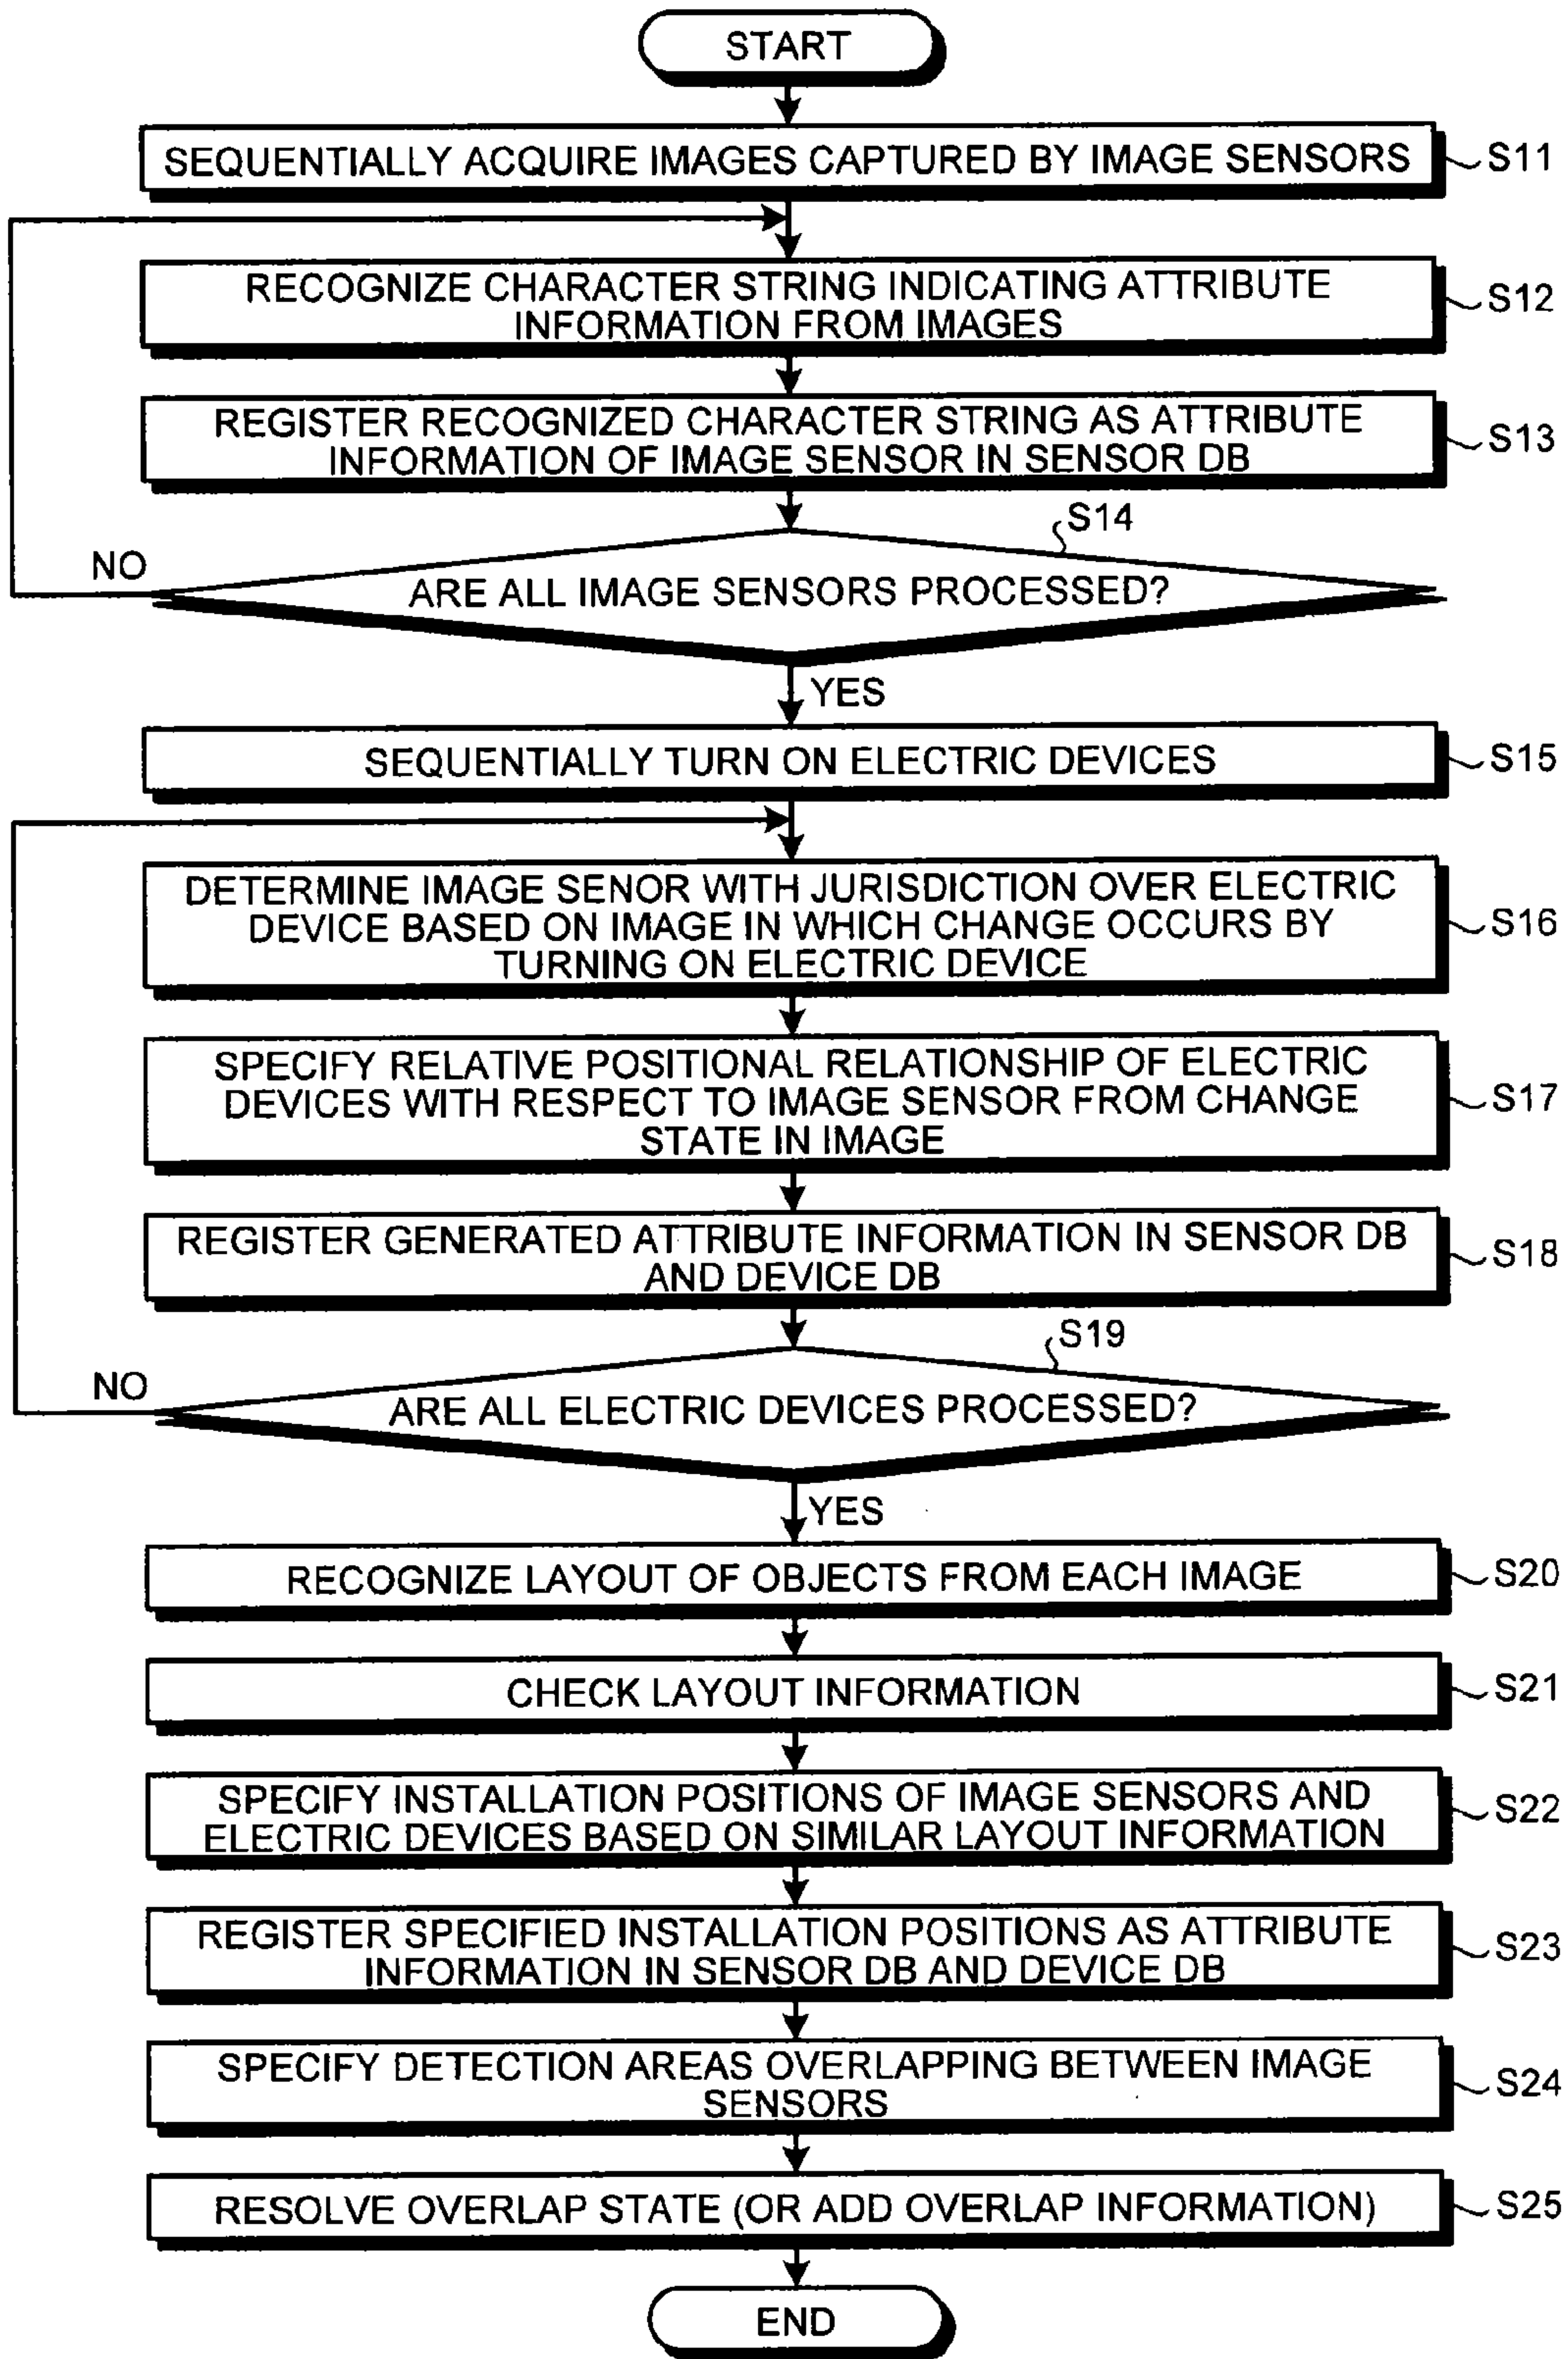 START
SEQUENTIALLY ACQUIRE IMAGES CAPTURED BY IMAGE SENSORS
S11
RECOGNIZE CHARACTER STRING INDICATING ATTRIBUTE
INFORMATION FROM IMAGES
S12
REGISTER RECOGNIZED CHARACTER STRING AS ATTRIBUTE
INFORMATION OF IMAGE SENSOR IN SENSOR DB
S13
S14
NO
ARE ALL IMAGE SENSORS PROCESSED?
YES
SEQUENTIALLY TURN ON ELECTRIC DEVICES
S15
DETERMINE IMAGE SENOR WITH JURISDICTION OVER ELECTRIC
DEVICE BASED ON IMAGE IN WHICH CHANGE OCCURS BY
TURNING ON ELECTRIC DEVICE
S16
SPECIFY RELATIVE POSITIONAL RELATIONSHIP OF ELECTRIC
DEVICES WITH RESPECT TO IMAGE SENSOR FROM CHANGE
STATE IN IMAGE
S17
REGISTER GENERATED ATTRIBUTE INFORMATION IN SENSOR DB
AND DEVICE DB
S18
S19
NO
ARE ALL ELECTRIC DEVICES PROCESSED?
YES
RECOGNIZE LAYOUT OF OBJECTS FROM EACH IMAGE
S20
CHECK LAYOUT INFORMATION
S21
SPECIFY INSTALLATION POSITIONS OF IMAGE SENSORS AND
ELECTRIC DEVICES BASED ON SIMILAR LAYOUT INFORMATION
S22
REGISTER SPECIFIED INSTALLATION POSITIONS AS ATTRIBUTE
INFORMATION IN SENSOR DB AND DEVICE DB
S23
SPECIFY DETECTION AREAS OVERLAPPING BETWEEN IMAGE
SENSORS
S24
RESOLVE OVERLAP STATE (OR ADD OVERLAP INFORMATION)
S25
END